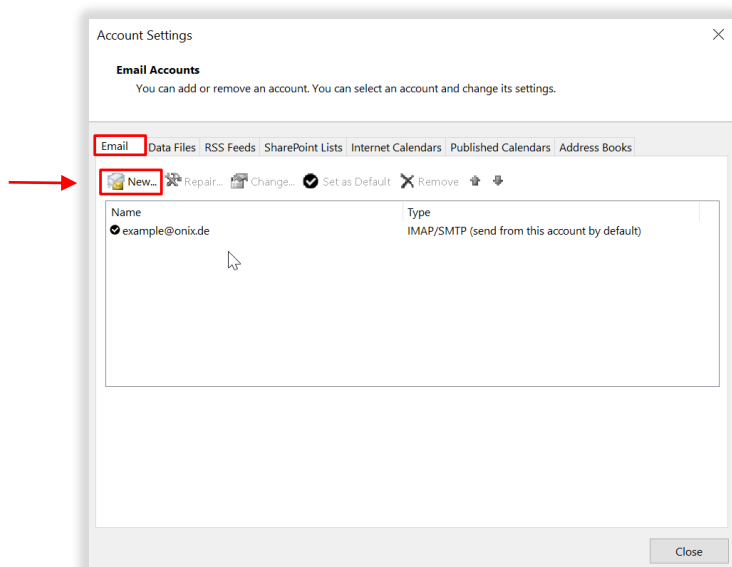 Account Settings
Email Accounts
You can add or remove an account. You can select an account and change its settings.
Email Data Files RSS Feeds SharePoint Lists Internet Calendars Published Calendars Address Books
New... Repair... Change... Set as Default Remove
Name Type
example@onix.de IMAP/SMTP (send from this account by default)
Close